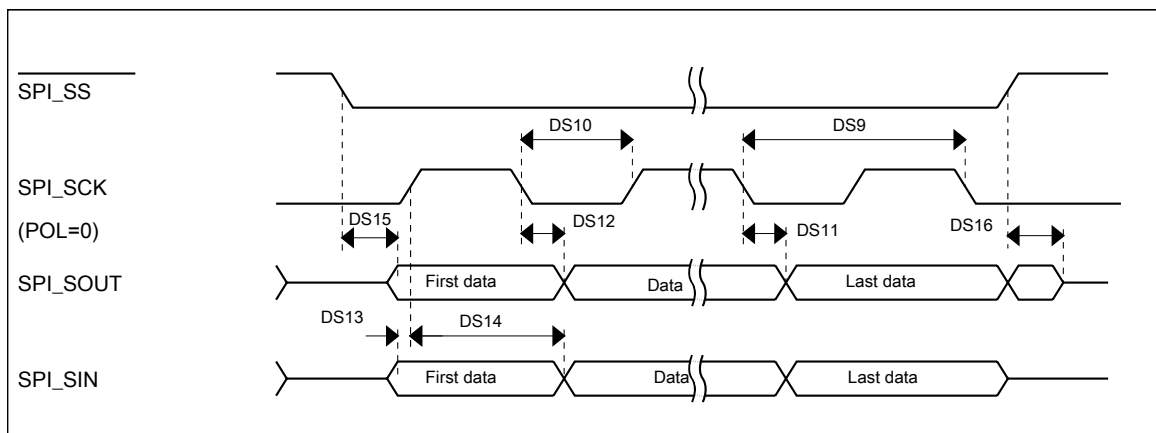 SPI_SS
DS10
DS9
SPI_SCK
(POL=0)
DS15
DS12
DS11
DS16
SPI_SOUT
First data
Data
Last data
DS13
DS14
SPI_SIN
First data
Data
Last data